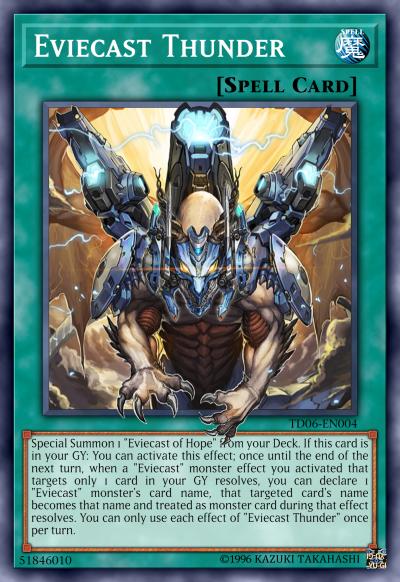 EVIECAST THUNDER
SPELL
魔
[SPELL CARD]
TD06-EN004
Special Summon 1 "Eviecast of Hope" from your Deck. If this card is
in your GY: You can activate this effect; once until the end of the
next turn, when a "Eviecast" monster effect you activated that
targets only 1 card in your GY resolves, you can declare 1
"Eviecast" monster's card name, that targeted card's name
becomes that name and treated as monster card during that effect
resolves. You can only use each effect of "Eviecast Thunder" once
per turn.
51846010
©1996 KAZUKI TAKAHASHI